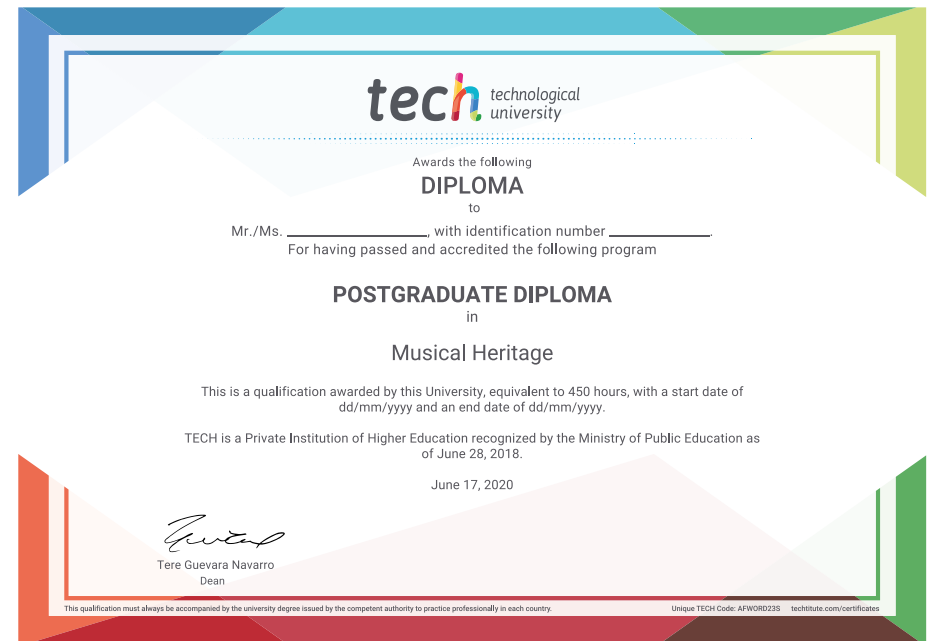 tech technological
university
Awards the following
DIPLOMA
to
Mr./Ms. ____________, with identification number ____________.
For having passed and accredited the following program
POSTGRADUATE DIPLOMA
in
Musical Heritage
This is a qualification awarded by this University, equivalent to 450 hours, with a start date of
dd/mm/yyyy and an end date of dd/mm/yyyy.
TECH is a Private Institution of Higher Education recognized by the Ministry of Public Education as
of June 28, 2018.
June 17, 2020
Tere Guevara Navarro
Dean
This qualification must always be accompanied by the university degree issued by the competent authority to practice professionally in each country. Unique TECH Code: AFWORD23S techtitute.com/certificates